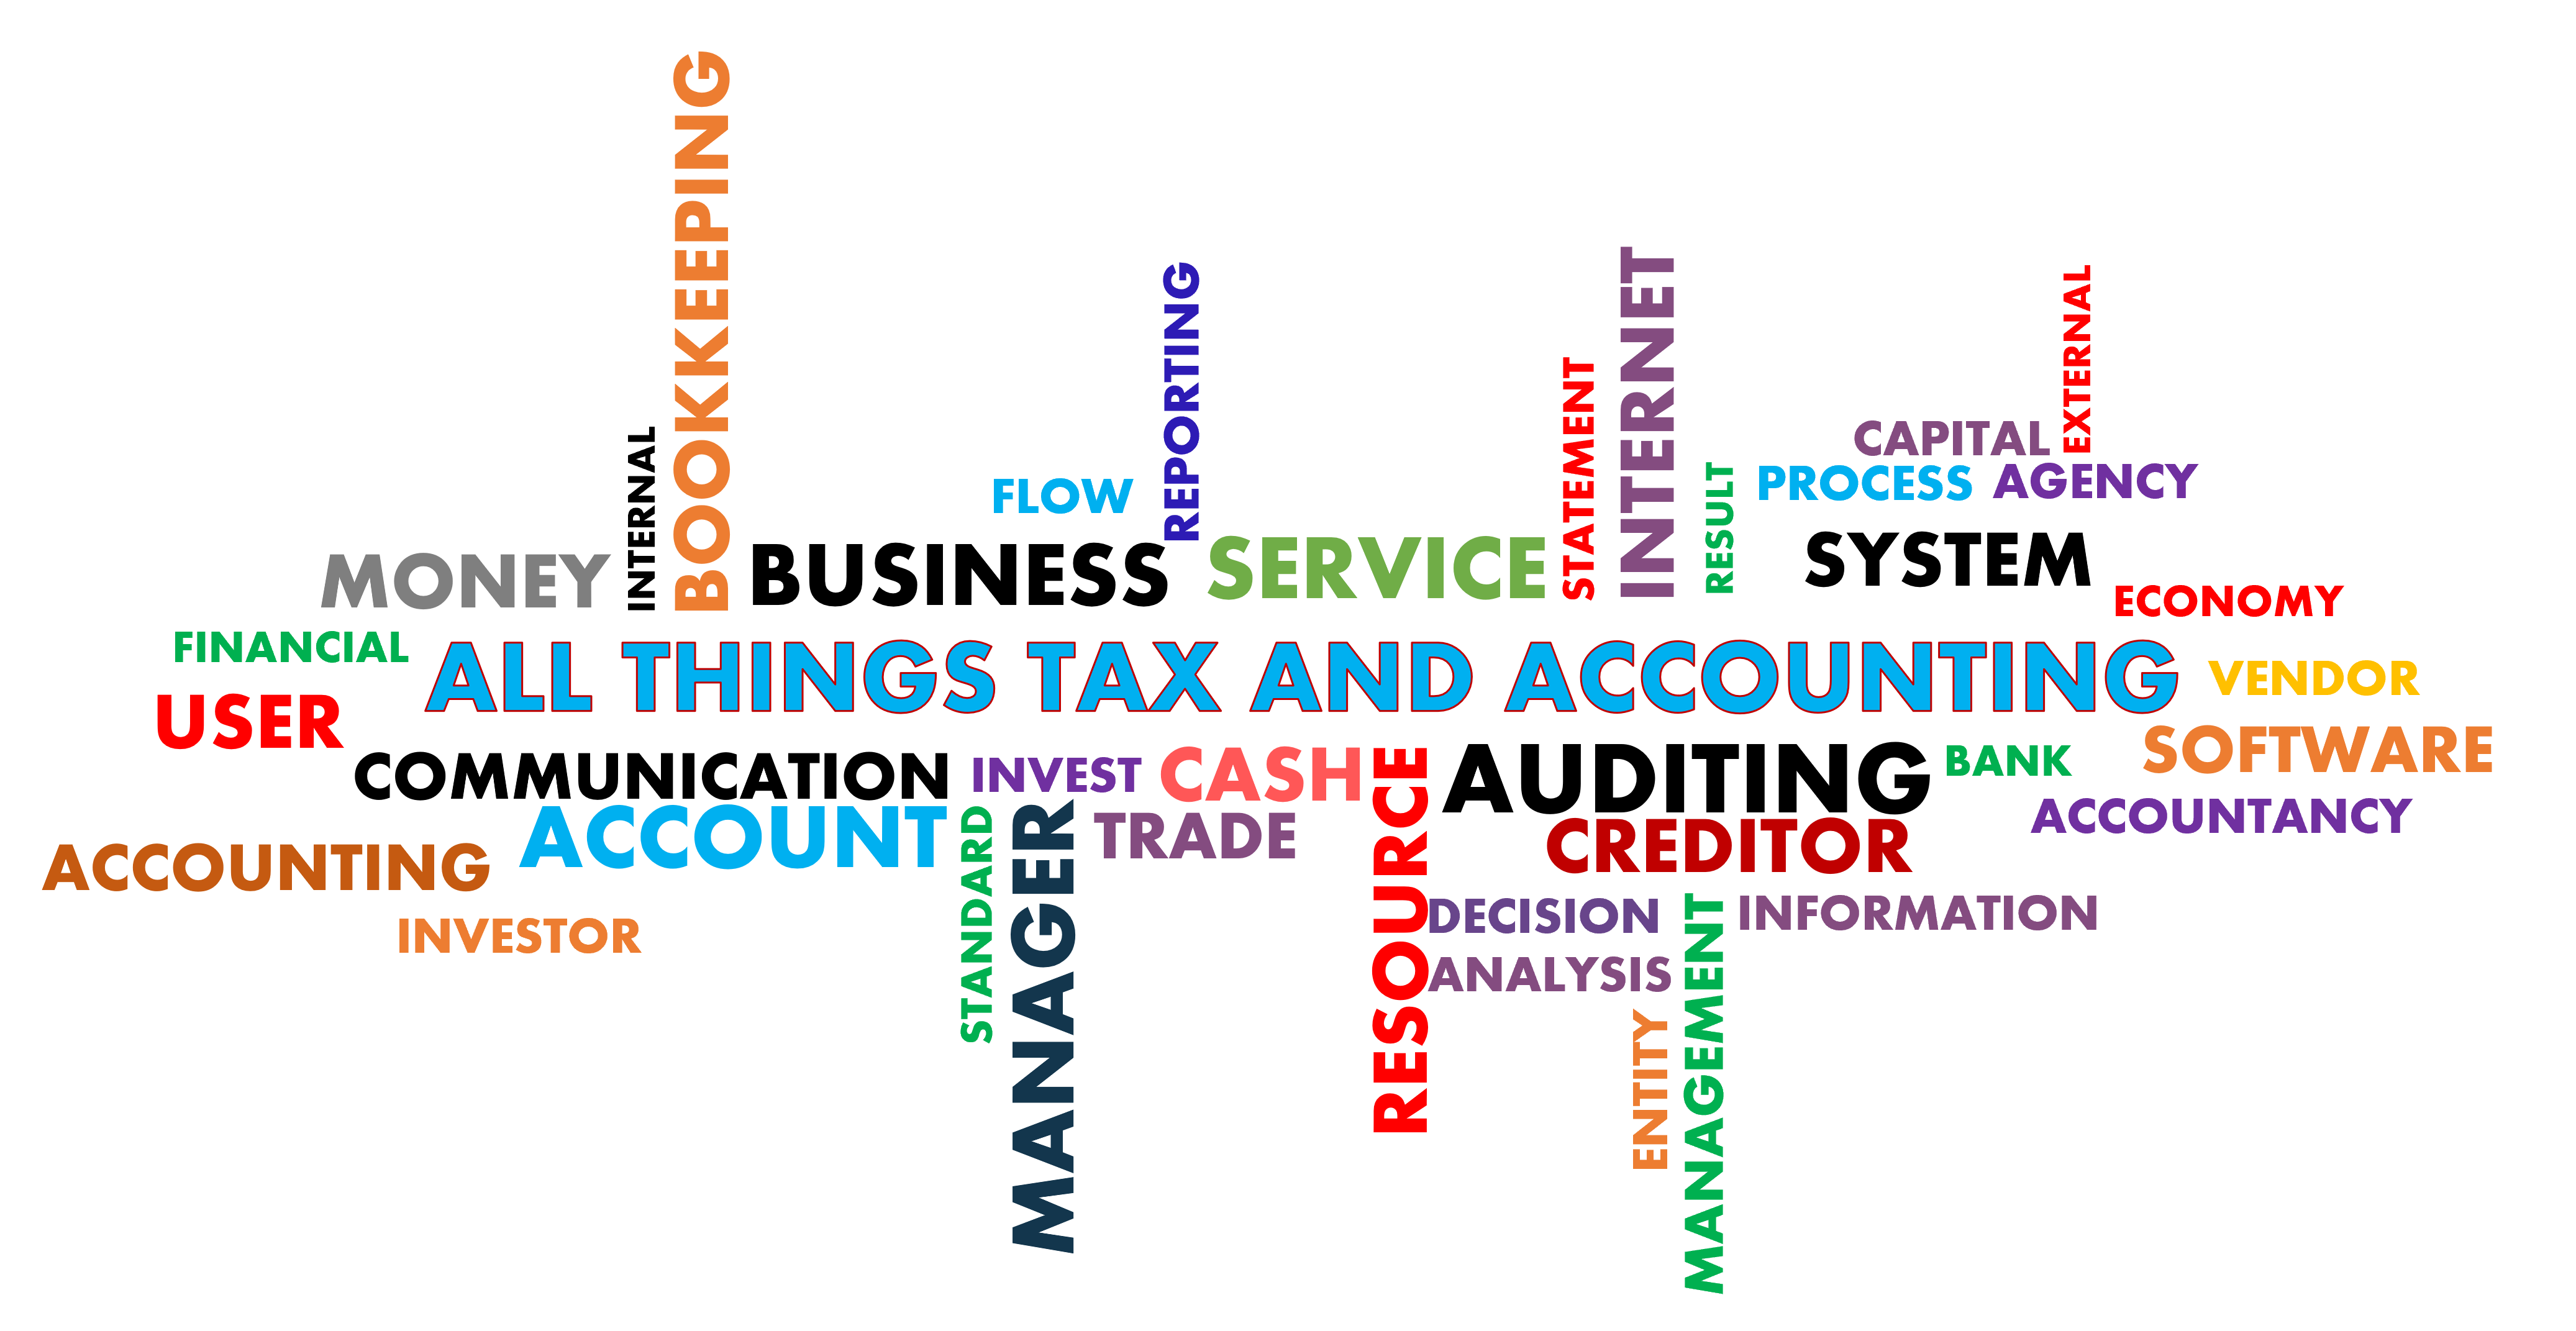 BOOKKEEPING
REPORTING
INTERNET
EXTERNAL
STATEMENT
CAPITAL
INTERNAL
FLOW
RESULT
PROCESS
AGENCY
MONEY
BUSINESS
SERVICE
SYSTEM
ECONOMY
FINANCIAL
ALL THINGS TAX AND ACCOUNTING
VENDOR
USER
COMMUNICATION
INVEST
CASH
RESOURCE
AUDITING
BANK
SOFTWARE
ACCOUNTING
ACCOUNT
STANDARD
MANAGER
TRADE
CREDITOR
ACCOUNTANCY
INVESTOR
DECISION
MANAGEMENT
INFORMATION
ANALYSIS
ENTITY